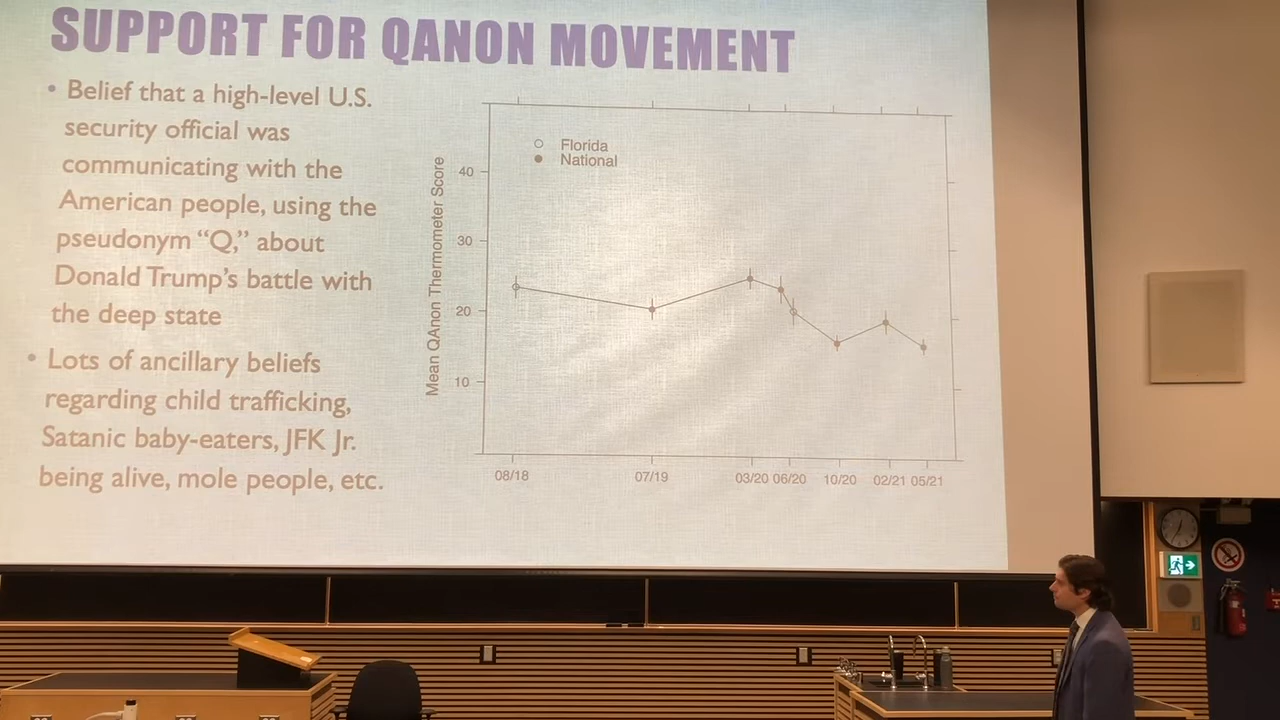 SUPPORT FOR QANON MOVEMENT
• Belief that a high-level U.S.
security official was
communicating with the
American people, using the
pseudonym “Q,” about
Donald Trump’s battle with
the deep state
• Lots of ancillary beliefs
regarding child trafficking,
Satanic baby-eaters, JFK Jr.
being alive, mole people, etc.
Mean QAnon Thermometer Score
Florida
National
40
30
20
10
08/18
07/19
03/20
06/20
10/20
02/21
05/21